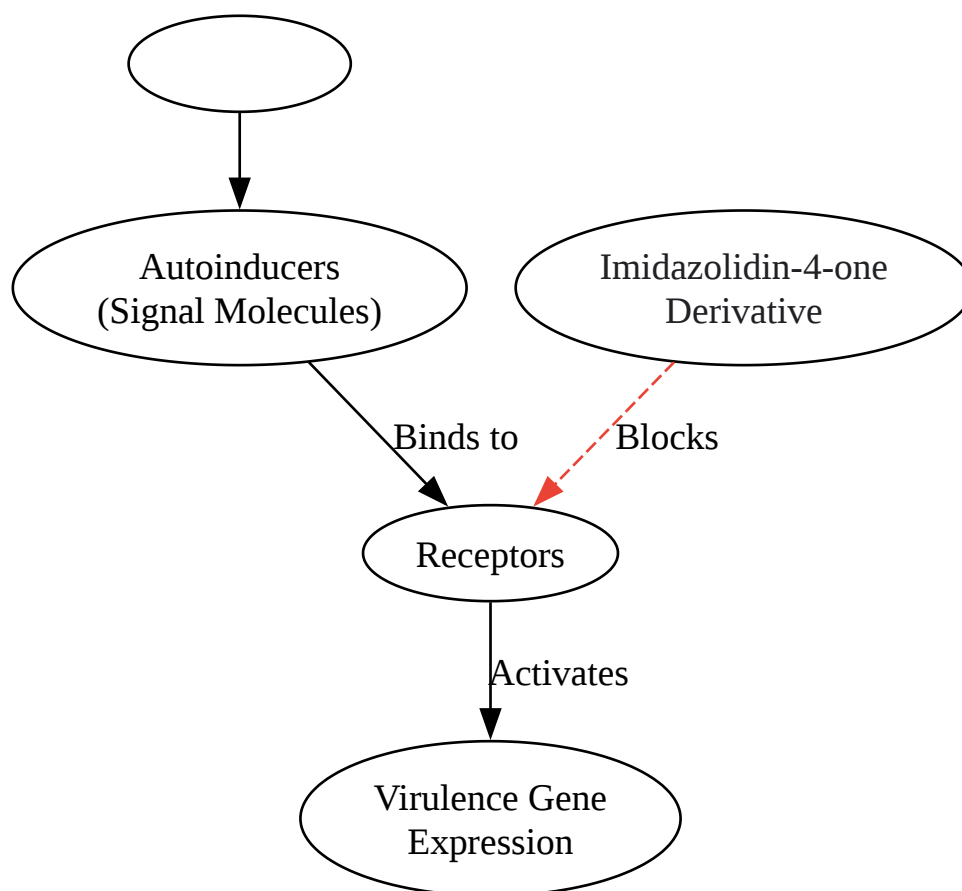 Autoinducers
(Signal Molecules)
Imidazolidin-4-one
Derivative
Binds to
Blocks
Receptors
Activates
Virulence Gene
Expression